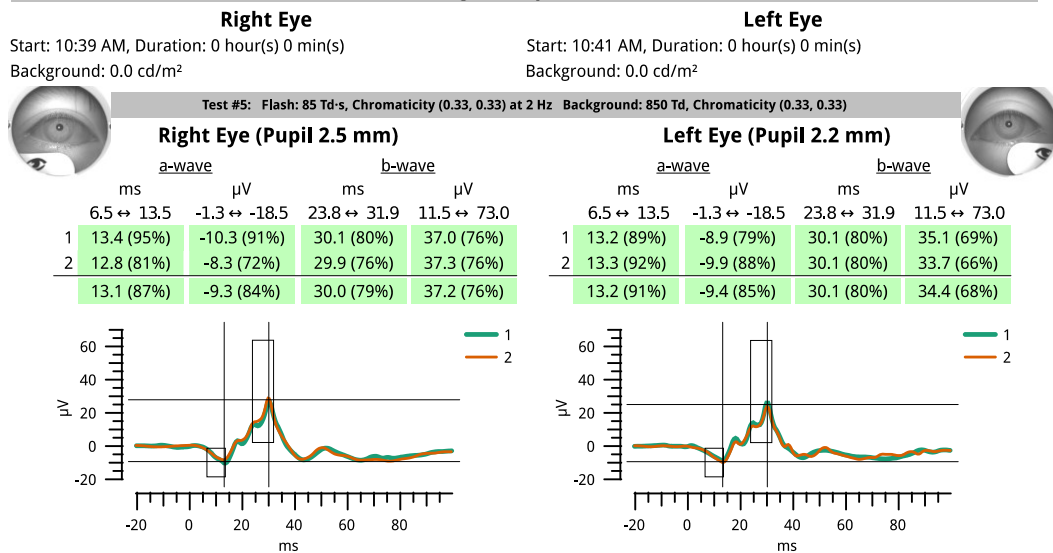 Right Eye Left Eye
Start: 10:39 AM, Duration: 0 hour(s) 0 min(s) Start: 10:41 AM, Duration: 0 hour(s) 0 min(s)
Background: 0.0 cd/m² Background: 0.0 cd/m²
Test #5: Flash: 85 Td·s, Chromaticity (0.33, 0.33) at 2 Hz Background: 850 Td, Chromaticity (0.33, 0.33)
Right Eye (Pupil 2.5 mm) Left Eye (Pupil 2.2 mm)
a-wave b-wave a-wave b-wave
ms µV ms µV ms µV ms µV
6.5 ↔ 13.5 -1.3 ↔ -18.5 23.8 ↔ 31.9 11.5 ↔ 73.0 6.5 ↔ 13.5 -1.3 ↔ -18.5 23.8 ↔ 31.9 11.5 ↔ 73.0
1 13.4 (95%) -10.3 (91%) 30.1 (80%) 37.0 (76%) 1 13.2 (89%) -8.9 (79%) 30.1 (80%) 35.1 (69%)
2 12.8 (81%) -8.3 (72%) 29.9 (76%) 37.3 (76%) 2 13.3 (92%) -9.9 (88%) 30.1 (80%) 33.7 (66%)
13.1 (87%) -9.3 (84%) 30.0 (79%) 37.2 (76%) 13.2 (91%) -9.4 (85%) 30.1 (80%) 34.4 (68%)
1 1
60 2 60 2
40 40
µV 20 µV 20
0 0
-20 -20
-20 0 20 40 60 80 -20 0 20 40 60 80
ms ms